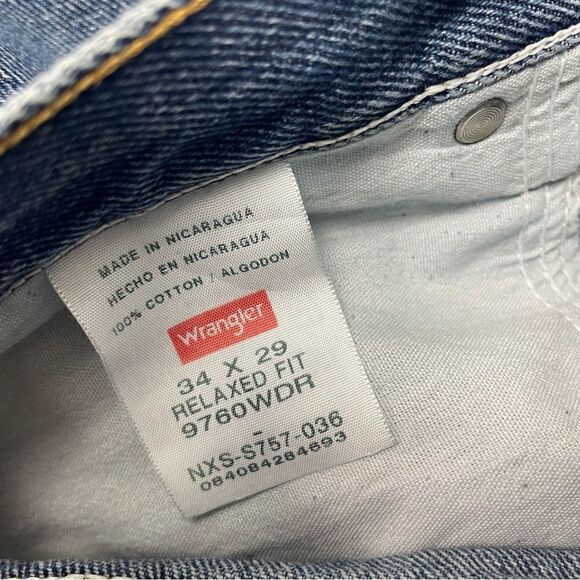 MADE IN NICARAGUA
HECHO EN NICARAGUA
100% COTTON / ALGODON
Wrangler
34 X 29
RELAXED FIT
9760WDR
-
NXS-S757-036
084084284693